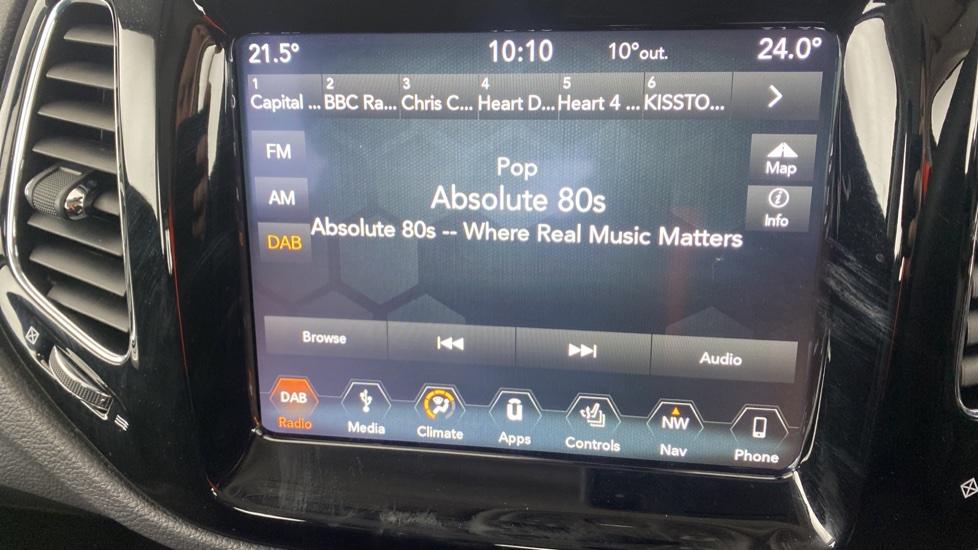 21.5° 10:10 10°out. 24.0°
1 2 3 4 5 6
Capital ... BBC Ra... Chris C... Heart D... Heart 4 ... KISSTO...
FM
Pop
Map
AM
Absolute 80s
Info
DAB
Absolute 80s -- Where Real Music Matters
Browse
Audio
DAB
NW
Radio Media Climate Apps Controls Nav Phone